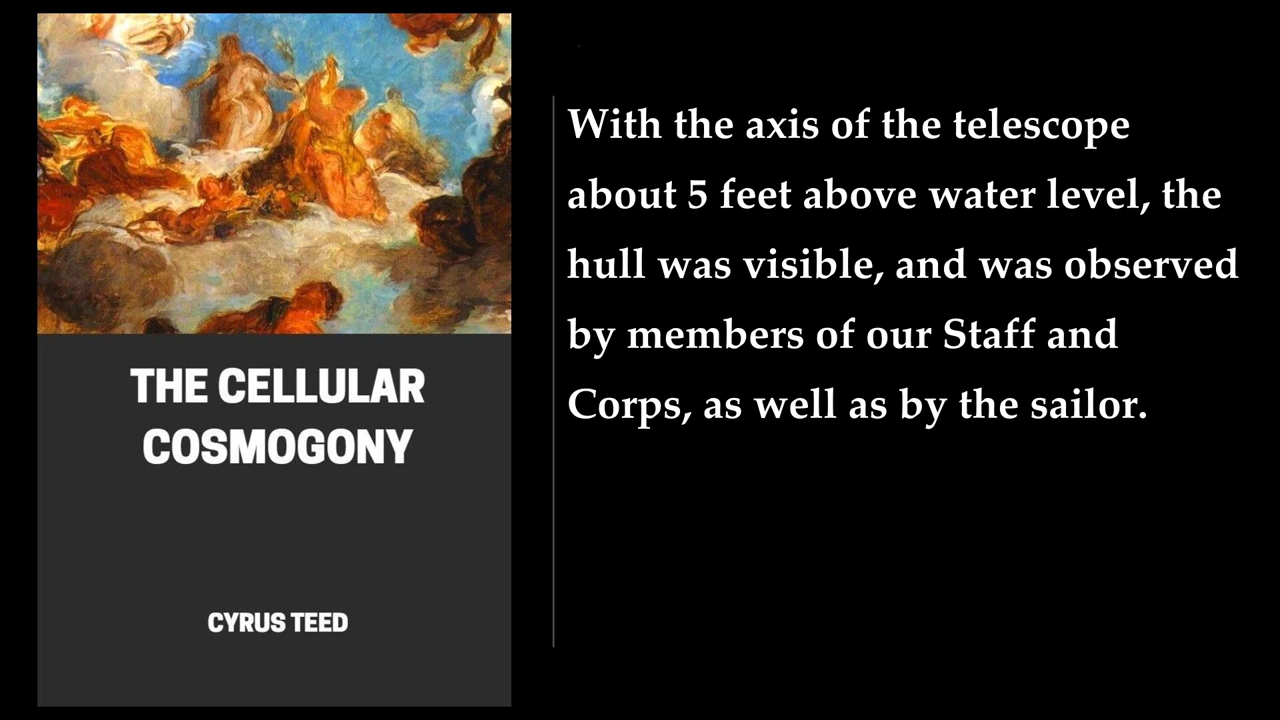 THE CELLULAR
COSMOGONY
CYRUS TEED
With the axis of the telescope
about 5 feet above water level, the
hull was visible, and was observed
by members of our Staff and
Corps, as well as by the sailor.